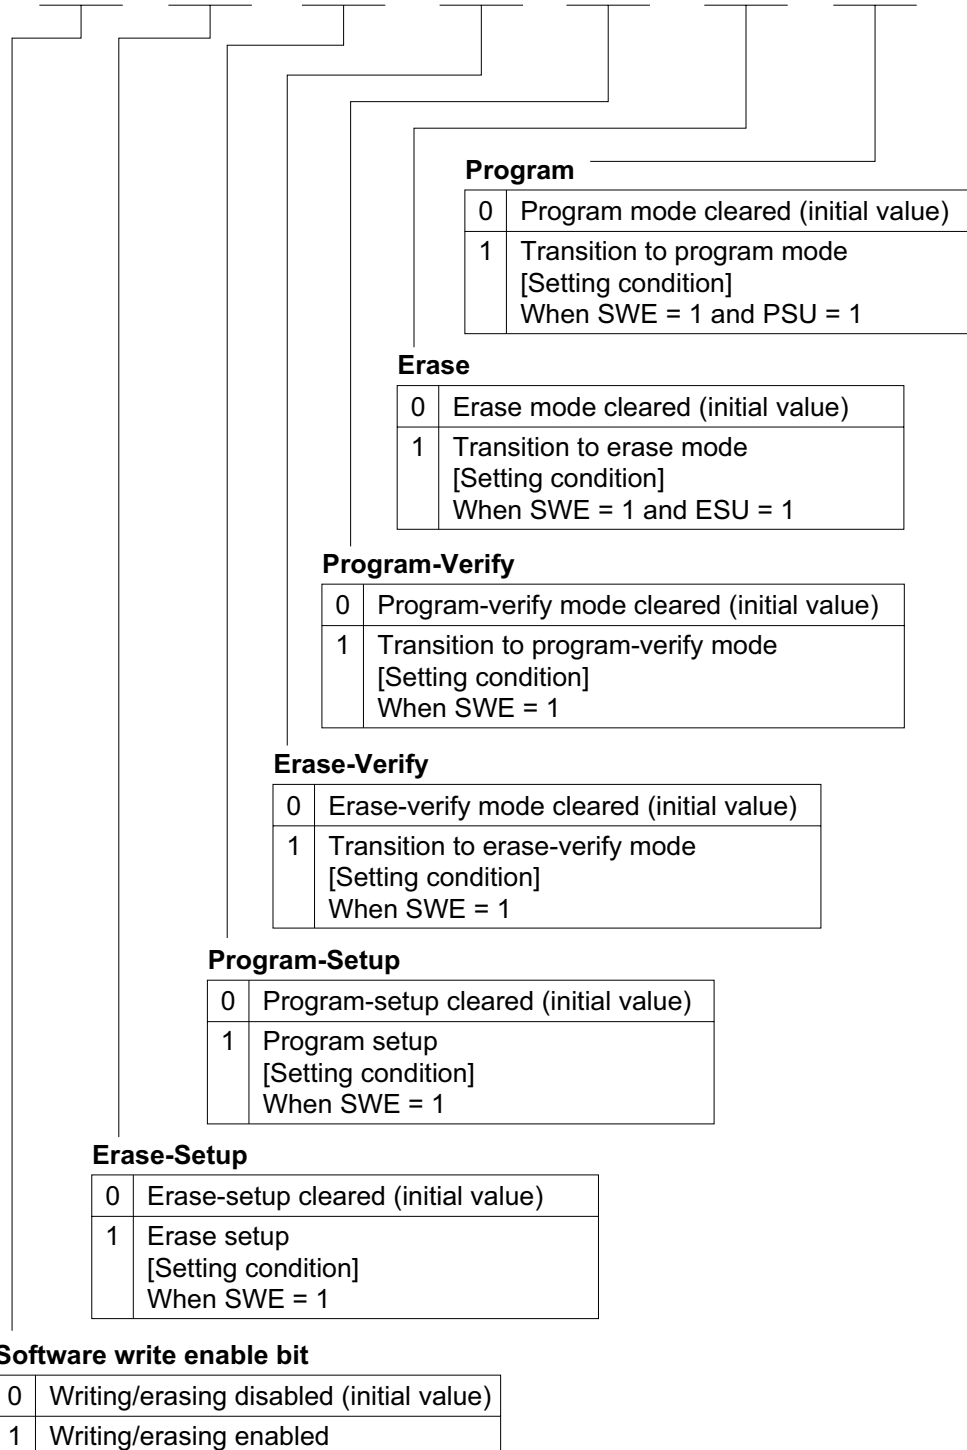 Program
0 Program mode cleared (initial value)
1 Transition to program mode
[Setting condition]
When SWE = 1 and PSU = 1
Erase
0 Erase mode cleared (initial value)
1 Transition to erase mode
[Setting condition]
When SWE = 1 and ESU = 1
Program-Verify
0 Program-verify mode cleared (initial value)
1 Transition to program-verify mode
[Setting condition]
When SWE = 1
Erase-Verify
0 Erase-verify mode cleared (initial value)
1 Transition to erase-verify mode
[Setting condition]
When SWE = 1
Program-Setup
0 Program-setup cleared (initial value)
1 Program setup
[Setting condition]
When SWE = 1
Erase-Setup
0 Erase-setup cleared (initial value)
1 Erase setup
[Setting condition]
When SWE = 1
Software write enable bit
0 Writing/erasing disabled (initial value)
1 Writing/erasing enabled